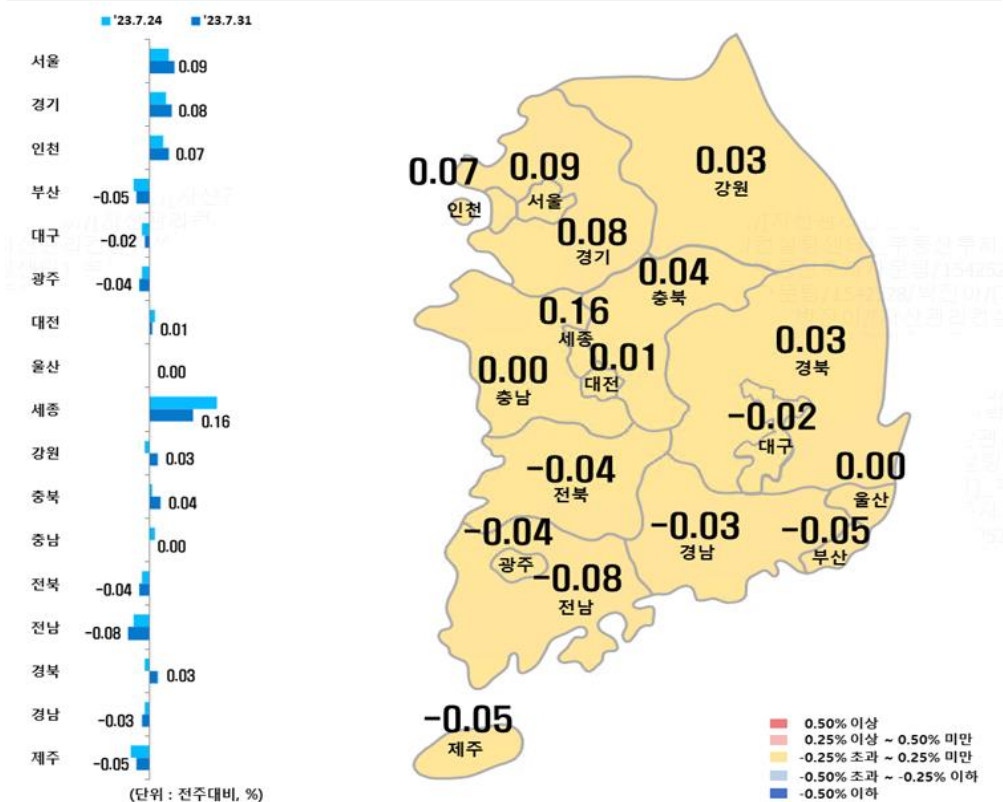 '23.7.24 '23.7.31
서울 0.09
경기 0.08
인천 0.07
부산 -0.05
대구 -0.02
광주 -0.04
대전 0.01
울산 0.00
세종 0.16
강원 0.03
충북 0.04
충남 0.00
전북 -0.04
전남 -0.08
경북 0.03
경남 -0.03
제주 -0.05
(단위 : 전주대비, %)
0.07
인천
0.09
서울
0.03
강원
0.08
경기
0.04
충북
0.16
세종
0.01
대전
0.00
충남
0.03
경북
-0.02
대구
0.00
울산
-0.04
전북
-0.04
광주
-0.03
경남
-0.05
부산
-0.08
전남
-0.05
제주
0.50% 이상
0.25% 이상 ~ 0.50% 미만
-0.25% 초과 ~ 0.25% 미만
-0.50% 초과 ~ -0.25% 이하
-0.50% 이하